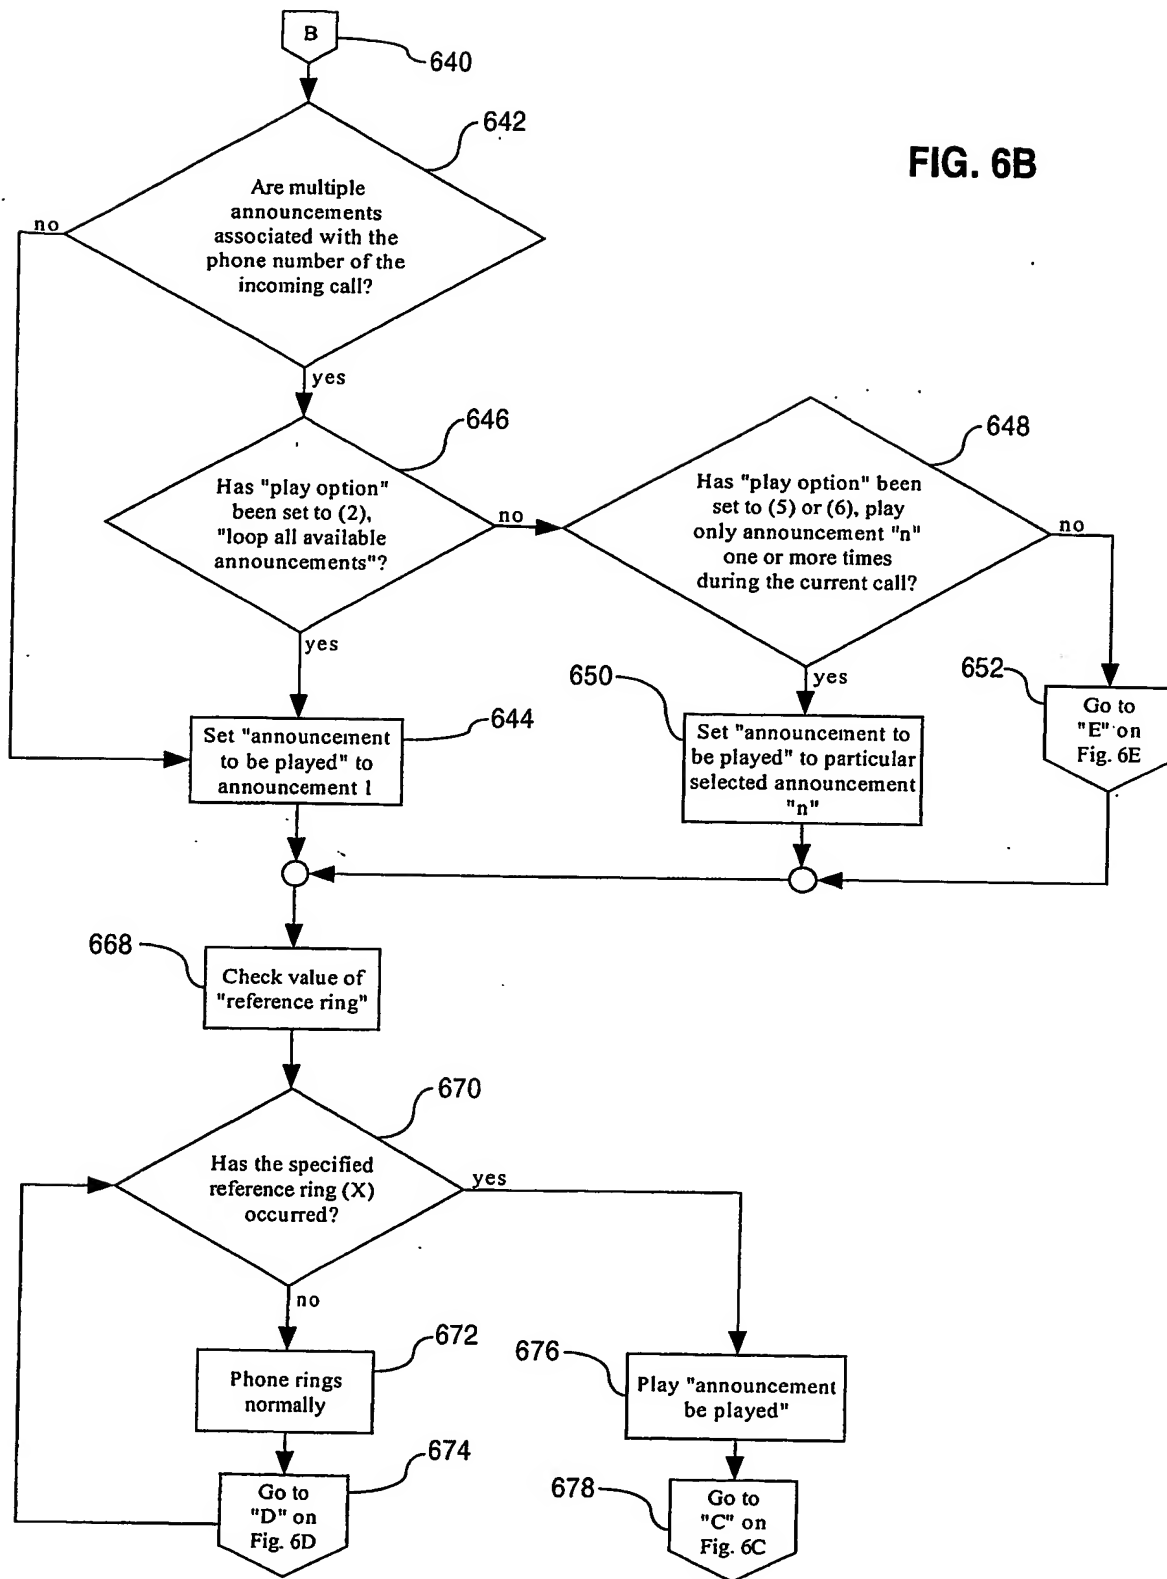 B
640
642
FIG. 6B
Are multiple
announcements
associated with the
phone number of the
incoming call?
no
yes
646
648
Has "play option"
been set to (2),
"loop all available
announcements"?
no
Has "play option" been
set to (5) or (6), play
only announcement "n"
one or more times
during the current call?
no
yes
yes
644
650
652
Set "announcement
to be played" to
announcement 1
Set "announcement to
be played" to particular
selected announcement
"n"
Go to
"E" on
Fig. 6E
668
Check value of
"reference ring"
670
Has the specified
reference ring (X)
occurred?
yes
no
672
676
Phone rings
normally
Play "announcement
be played"
674
678
Go to
"D" on
Fig. 6D
Go to
"C" on
Fig. 6C